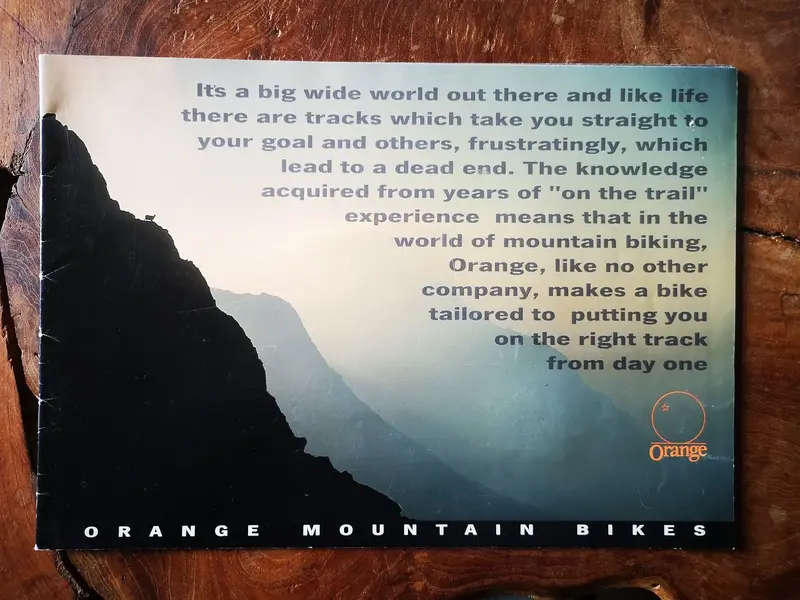 It's a big wide world out there and like life
there are tracks which take you straight to
your goal and others, frustratingly, which
lead to a dead end. The knowledge
acquired from years of "on the trail"
experience means that in the
world of mountain biking,
Orange, like no other
company, makes a bike
tailored to putting you
on the right track
from day one
Orange
ORANGE MOUNTAIN BIKES